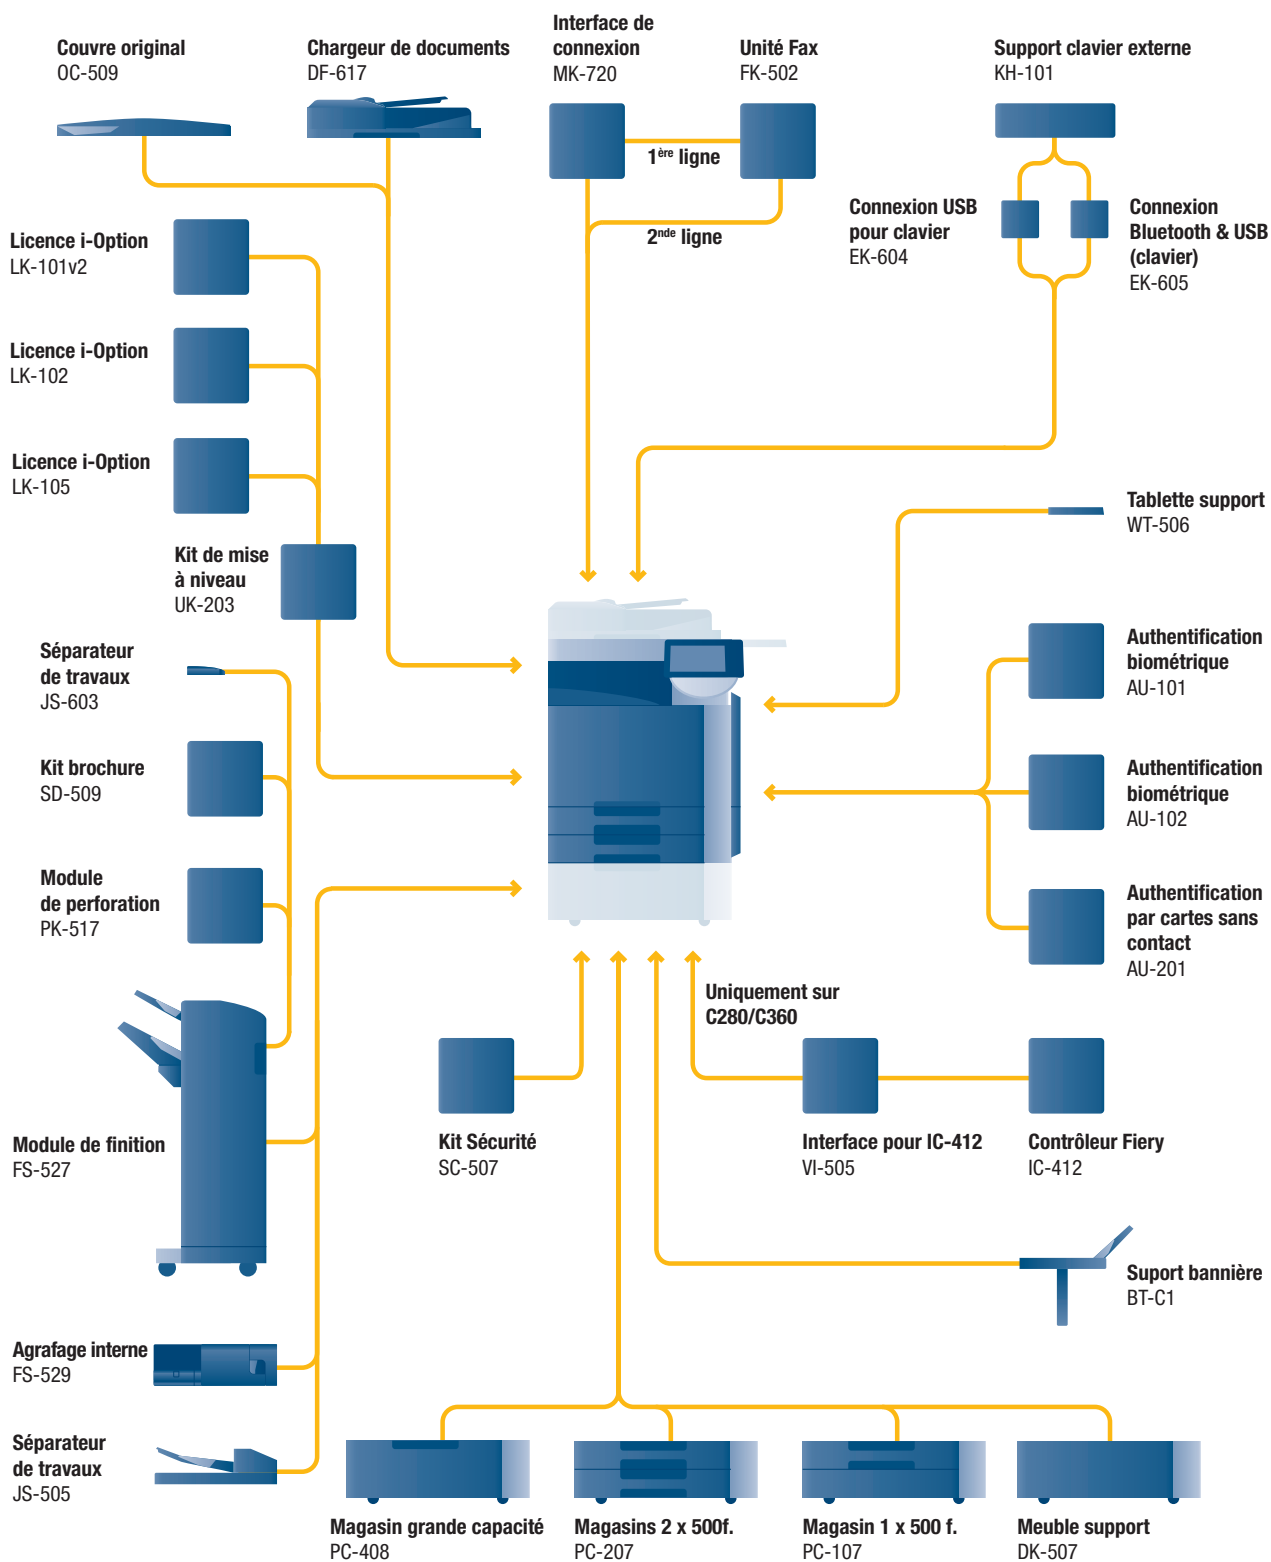 Couvre original
OC-509
Chargeur de documents
DF-617
Interface de
connexion
MK-720
Unité Fax
FK-502
Support clavier externe
KH-101
1ère ligne
2nde ligne
Connexion USB
pour clavier
EK-604
Connexion
Bluetooth & USB
(clavier)
EK-605
Licence i-Option
LK-101v2
Licence i-Option
LK-102
Licence i-Option
LK-105
Kit de mise
à niveau
UK-203
Tablette support
WT-506
Séparateur
de travaux
JS-603
Authentification
biométrique
AU-101
Kit brochure
SD-509
Authentification
biométrique
AU-102
Module
de perforation
PK-517
Authentification
par cartes sans
contact
AU-201
Uniquement sur
C280/C360
Module de finition
FS-527
Kit Sécurité
SC-507
Interface pour IC-412
VI-505
Contrôleur Fiery
IC-412
Suport bannière
BT-C1
Agrafage interne
FS-529
Séparateur
de travaux
JS-505
Magasin grande capacité
PC-408
Magasins 2 x 500f.
PC-207
Magasin 1 x 500 f.
PC-107
Meuble support
DK-507